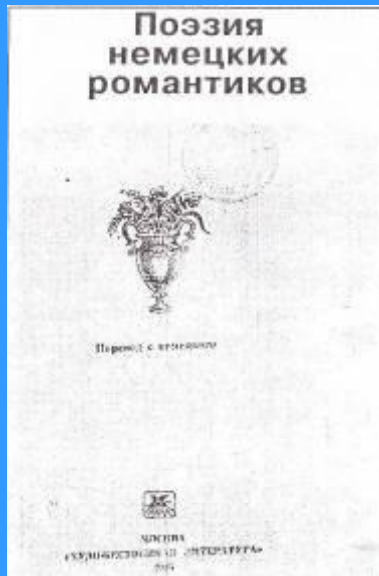 Поэзия
немецких
романтиков
Перевод с немецкого
МОСКВА
«ХУДОЖЕСТВЕННАЯ ЛИТЕРАТУРА»